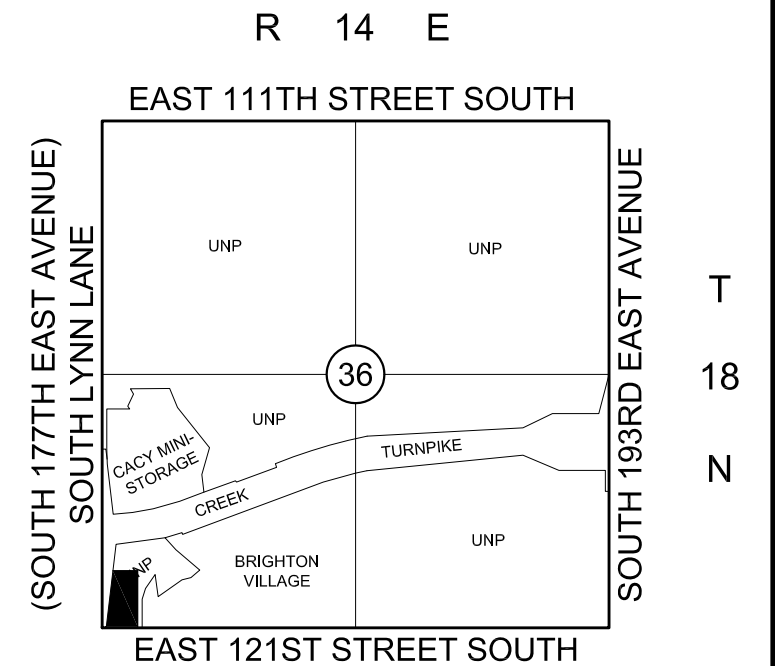 R 14 E
EAST 111TH STREET SOUTH
(SOUTH 177TH EAST AVENUE)
SOUTH LYNN LANE
SOUTH 193RD EAST AVENUE
T
18
N
UNP
UNP
36
UNP
CACY MINI-
STORAGE
CREEK
TURNPIKE
UNP
BRIGHTON
VILLAGE
UNP
EAST 121ST STREET SOUTH